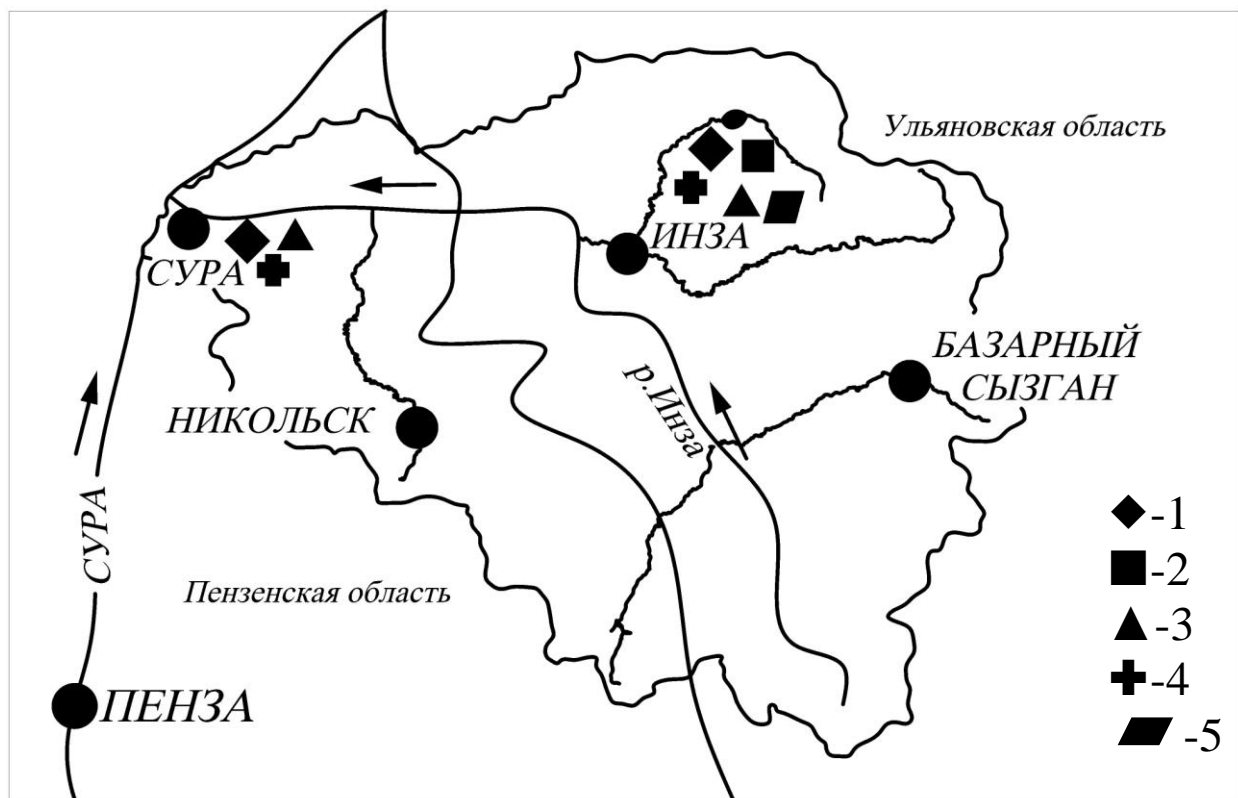 Ульяновская область
ИНЗА
СУРА
БАЗАРНЫЙ
СЫЗГАН
р.Инза
НИКОЛЬСК
СУРА
Пензенская область
ПЕНЗА
-1
-2
-3
-4
-5